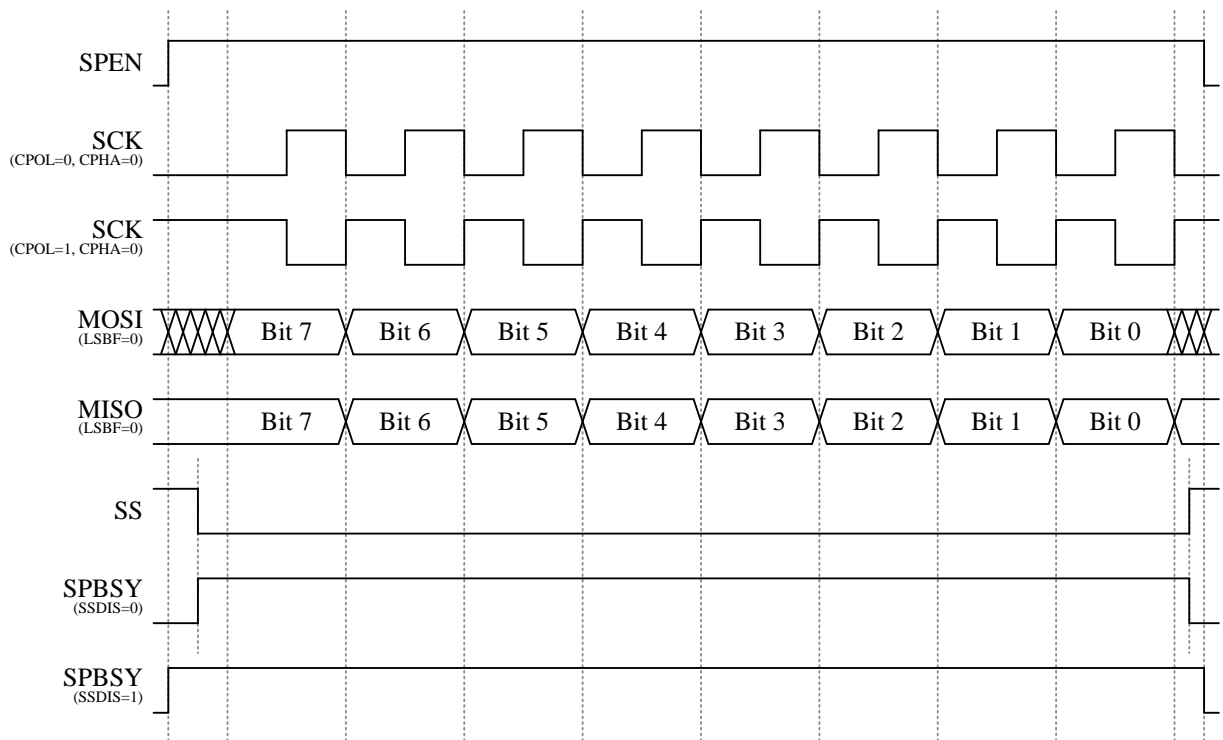 SPEN
SCK
(CPOL=0, CPHA=0)
SCK
(CPOL=1, CPHA=0)
MOSI
(LSBF=0)
Bit 7 Bit 6 Bit 5 Bit 4 Bit 3 Bit 2 Bit 1 Bit 0
MISO
(LSBF=0)
Bit 7 Bit 6 Bit 5 Bit 4 Bit 3 Bit 2 Bit 1 Bit 0
SS
SPBSY
(SSDIS=0)
SPBSY
(SSDIS=1)